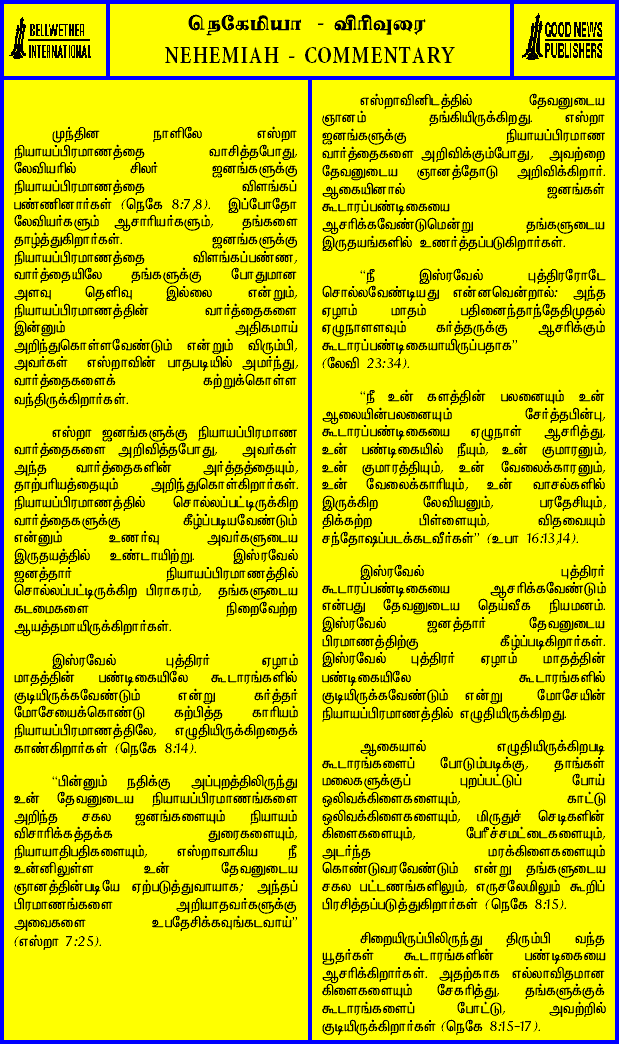 BELLWETHER
INTERNATIONAL
நெகேமியா - விரிவுரை
NEHEMIAH - COMMENTARY
GOOD NEWS
PUBLISHERS
முந்தின நாளிலே எஸ்றா
நியாயப்பிரமாணத்தை வாசித்தபோது,
லேவியரில் சிலர் ஜனங்களுக்கு
நியாயப்பிரமாணத்தை விளங்கப்
பண்ணினார்கள் (நெகே 8:7,8). இப்போதோ
லேவியர்களும் ஆசாரியர்களும், தங்களை
தாழ்த்துகிறார்கள். ஜனங்களுக்கு
நியாயப்பிரமாணத்தை விளங்கப்பண்ண,
வார்த்தையிலே தங்களுக்கு போதுமான
அளவு தெளிவு இல்லை என்றும்,
நியாயப்பிரமாணத்தின் வார்த்தைகளை
இன்னும் அதிகமாய்
அறிந்துகொள்ளவேண்டும் என்றும் விரும்பி,
அவர்கள் எஸ்றாவின் பாதபடியில் அமர்ந்து,
வார்த்தைகளைக் கற்றுக்கொள்ள
வந்திருக்கிறார்கள்.
எஸ்றா ஜனங்களுக்கு நியாயப்பிரமாண
வார்த்தைகளை அறிவித்தபோது, அவர்கள்
அந்த வார்த்தைகளின் அர்த்தத்தையும்,
தாற்பரியத்தையும் அறிந்துகொள்கிறார்கள்.
நியாயப்பிரமாணத்தில் சொல்லப்பட்டிருக்கிற
வார்த்தைகளுக்கு கீழ்ப்படியவேண்டும்
என்னும் உணர்வு அவர்களுடைய
இருதயத்தில் உண்டாயிற்று. இஸ்ரவேல்
ஜனத்தார் நியாயப்பிரமாணத்தில்
சொல்லப்பட்டிருக்கிற பிராகரம், தங்களுடைய
கடமைகளை நிறைவேற்ற
ஆயத்தமாயிருக்கிறார்கள்.
இஸ்ரவேல் புத்திரர் ஏழாம்
மாதத்தின் பண்டிகையிலே கூடாரங்களில்
குடியிருக்கவேண்டும் என்று கர்த்தர்
மோசேயைக்கொண்டு கற்பித்த காரியம்
நியாயப்பிரமாணத்திலே, எழுதியிருக்கிறதைக்
காண்கிறார்கள் (நெகே 8:14).
"பின்னும் நதிக்கு அப்புறத்திலிருந்து
உன் தேவனுடைய நியாயப்பிரமாணங்களை
அறிந்த சகல ஜனங்களையும் நியாயம்
விசாரிக்கத்தக்க துரைகளையும்,
நியாயாதிபதிகளையும், எஸ்றாவாகிய நீ
உன்னிலுள்ள உன் தேவனுடைய
ஞானத்தின்படியே ஏற்படுத்துவாயாக; அந்தப்
பிரமாணங்களை அறியாதவர்களுக்கு
அவைகளை உபதேசிக்கவுங்கடவாய்"
(எஸ்றா 7:25).
எஸ்றாவினிடத்தில் தேவனுடைய
ஞானம் தங்கியிருக்கிறது. எஸ்றா
ஜனங்களுக்கு நியாயப்பிரமாண
வார்த்தைகளை அறிவிக்கும்போது, அவற்றை
தேவனுடைய ஞானத்தோடு அறிவிக்கிறார்.
ஆகையினால் ஜனங்கள்
கூடாரப்பண்டிகையை
ஆசரிக்கவேண்டுமென்று தங்களுடைய
இருதயங்களில் உணர்த்தப்படுகிறார்கள்.
"நீ இஸ்ரவேல் புத்திரரோடே
சொல்லவேண்டியது என்னவென்றால்: அந்த
ஏழாம் மாதம் பதினைந்தாந்தேதிமுதல்
ஏழுநாளளவும் கர்த்தருக்கு ஆசரிக்கும்
கூடாரப்பண்டிகையாயிருப்பதாக"
(லேவி 23:34).
"நீ உன் களத்தின் பலனையும் உன்
ஆலையின்பலனையும் சேர்த்தபின்பு,
கூடாரப்பண்டிகையை ஏழுநாள் ஆசரித்து,
உன் பண்டிகையில் நீயும், உன் குமாரனும்,
உன் குமாரத்தியும், உன் வேலைக்காரனும்,
உன் வேலைக்காரியும், உன் வாசல்களில்
இருக்கிற லேவியனும், பரதேசியும்,
திக்கற்ற பிள்ளையும், விதவையும்
சந்தோஷப்படக்கடவீர்கள்" (உபா 16:13,14).
இஸ்ரவேல் புத்திரர்
கூடாரப்பண்டிகையை ஆசரிக்கவேண்டும்
என்பது தேவனுடைய தெய்வீக நியமனம்.
இஸ்ரவேல் ஜனத்தார் தேவனுடைய
பிரமாணத்திற்கு கீழ்ப்படிகிறார்கள்.
இஸ்ரவேல் புத்திரர் ஏழாம் மாதத்தின்
பண்டிகையிலே கூடாரங்களில்
குடியிருக்கவேண்டும் என்று மோசேயின்
நியாயப்பிரமாணத்தில் எழுதியிருக்கிறது.
ஆகையால் எழுதியிருக்கிறபடி
கூடாரங்களைப் போடும்படிக்கு, தாங்கள்
மலைகளுக்குப் புறப்பட்டுப் போய்
ஒலிவக்கிளைகளையும், காட்டு
ஒலிவக்கிளைகளையும், மிருதுச் செடிகளின்
கிளைகளையும், பேரீச்சமட்டைகளையும்,
அடர்ந்த மரக்கிளைகளையும்
கொண்டுவரவேண்டும் என்று தங்களுடைய
சகல பட்டணங்களிலும், எருசலேமிலும் கூறிப்
பிரசித்தப்படுத்துகிறார்கள் (நெகே 8:15).
சிறையிருப்பிலிருந்து திரும்பி வந்த
யூதர்கள் கூடாரங்களின் பண்டிகையை
ஆசரிக்கிறார்கள். அதற்காக எல்லாவிதமான
கிளைகளையும் சேகரித்து, தங்களுக்குக்
கூடாரங்களைப் போட்டு, அவற்றில்
குடியிருக்கிறார்கள் (நெகே 8:15-17).